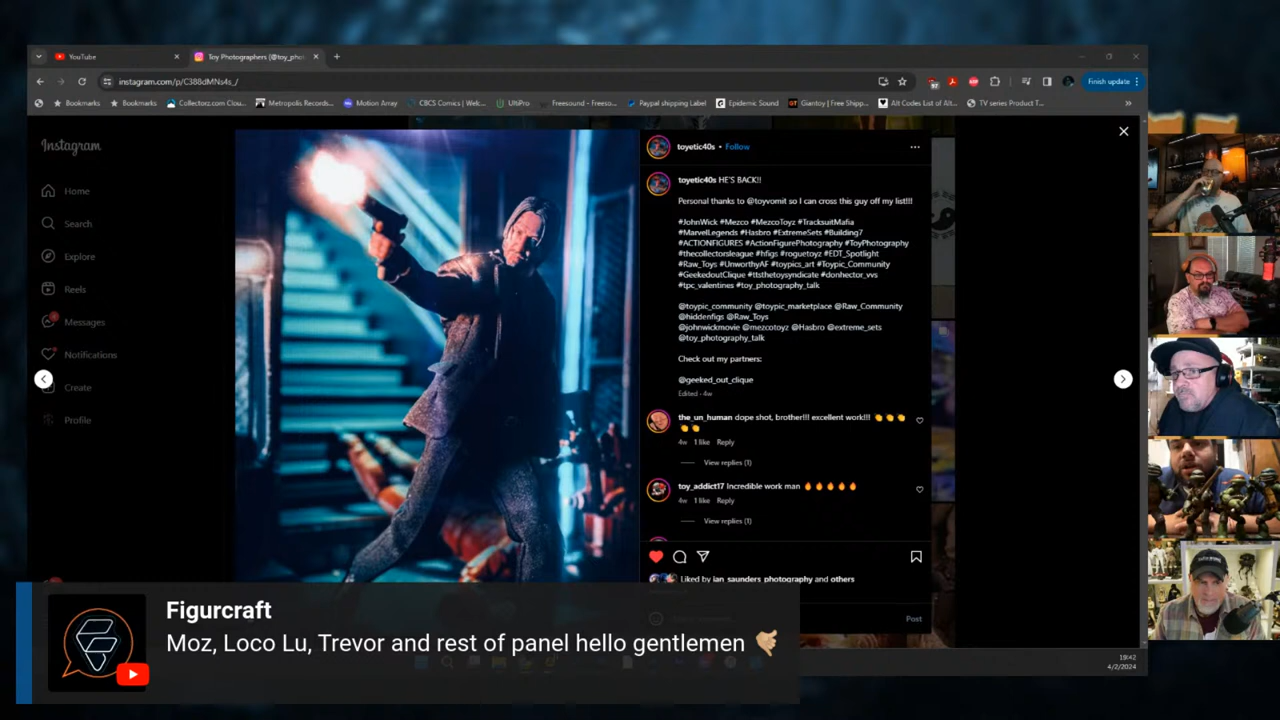 YouTube
Toy Photographers (@toy_phot
instagram.com/p/C388dMNs4s_/
Finish update
Bookmarks
Bookmarks
Collectorz.com Clou...
Metropolis Records...
Motion Array
CBCS Comics | Welc...
UltiPro
Freesound - Freeso...
Paypal shipping Label
Epidemic Sound
Giantoy | Free Shipp...
Alt Codes List of Alt...
TV series Product T...
Instagram
Home
Search
Explore
Reels
Messages
Notifications
Create
Profile
toyetic40s • Follow
toyetic40s HE'S BACK!!
Personal thanks to @toyvomit so I can cross this guy off my list!!!
#JohnWick #Mezco #MezcoToyz #TracksuitMafia
#MarvelLegends #Hasbro #ExtremeSets #Building7
#ACTIONFIGURES #ActionFigurePhotography #ToyPhotography
#thecollectorsleague #hfigs #roguetoyz #EDT_Spotlight
#Raw_Toys #UnworthyAF #toypics_art #Toypic_Community
#GeekedoutClique #ttsthetoysyndicate #donhector_vvs
#tpc_valentines #toy_photography_talk
@toypic_community @toypic_marketplace @Raw_Community
@hiddenfigs @Raw_Toys
@johnwickmovie @mezcotoyz @Hasbro @extreme_sets
@toy_photography_talk
Check out my partners:
@geeked_out_clique
Edited · 4w
the_un_human dope shot, brother!!! excellent work!!! 👏👏👏
👏👏
4w 1 like Reply
View replies (1)
toy_addict17 Incredible work man 🔥🔥🔥🔥🔥
4w 1 like Reply
View replies (1)
Liked by ian_saunders_photography and others
Post
Figurcraft
Moz, Loco Lu, Trevor and rest of panel hello gentlemen
19:42
4/2/2024